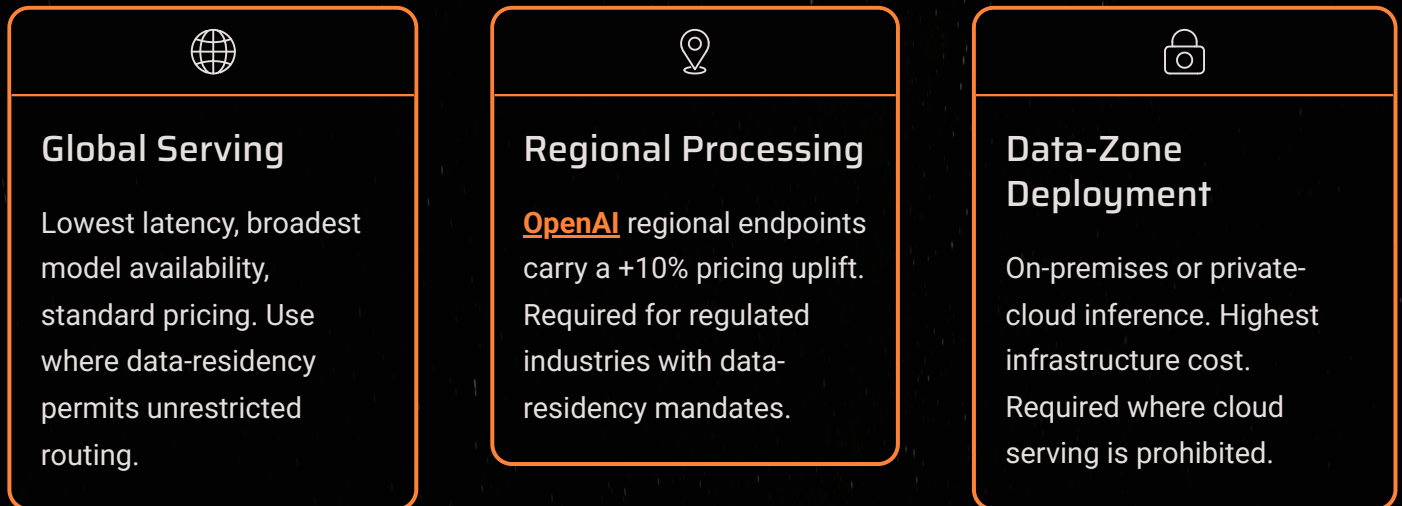 Global Serving
Lowest latency, broadest
model availability,
standard pricing. Use
where data-residency
permits unrestricted
routing.
Regional Processing
OpenAI regional endpoints
carry a +10% pricing uplift.
Required for regulated
industries with data-
residency mandates.
Data-Zone
Deployment
On-premises or private-
cloud inference. Highest
infrastructure cost.
Required where cloud
serving is prohibited.